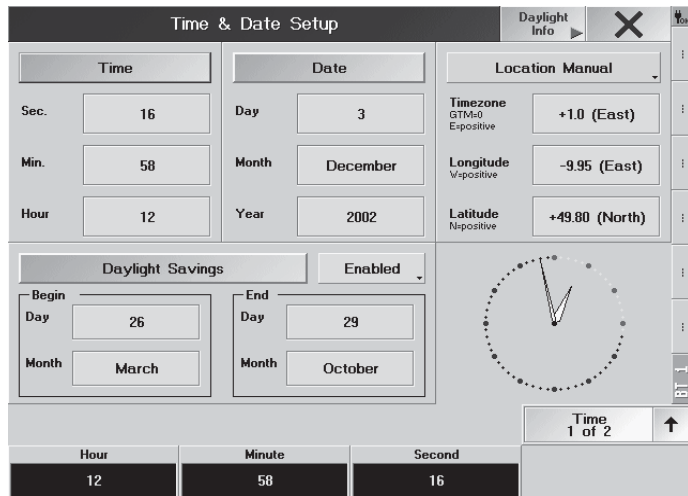 Time & Date Setup
Daylight
Info
Time
Date
Location Manual
Sec.
16
Day
3
Timezone
GTM=0
E=positive
+1.0 (East)
Min.
58
Month
December
Longitude
W=positive
-9.95 (East)
Hour
12
Year
2002
Latitude
N=positive
+49.80 (North)
Daylight Savings
Enabled
Begin
Day
26
Month
March
End
Day
29
Month
October
BT 1
Time
1 of 2
Hour
Minute
Second
12
58
16